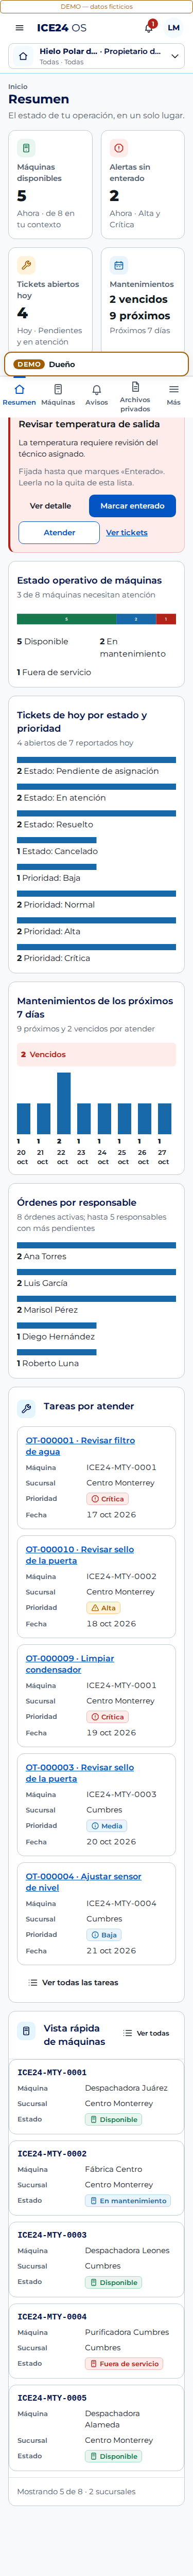 DEMO — datos ficticios
ICE24 OS
1
LM
Hielo Polar d... · Propietario d...
Todas · Todas
Inicio
Resumen
El estado de tu operación, en un solo lugar.
Máquinas disponibles
5
Ahora · de 8 en tu contexto
Alertas sin enterado
2
Ahora · Alta y Crítica
Tickets abiertos hoy
4
Hoy · Pendientes y en atención
Mantenimientos
2 vencidos
9 próximos
Próximos 7 días
DEMO Dueño
Resumen
Máquinas
Avisos
Archivos privados
Más
Revisar temperatura de salida
La temperatura requiere revisión del técnico asignado.
Fijada hasta que marques «Enterado». Leerla no la quita de esta lista.
Ver detalle
Marcar enterado
Atender
Ver tickets
Estado operativo de máquinas
3 de 8 máquinas necesitan atención
5
2
1
5 Disponible
2 En mantenimiento
1 Fuera de servicio
Tickets de hoy por estado y prioridad
4 abiertos de 7 reportados hoy
2 Estado: Pendiente de asignación
2 Estado: En atención
2 Estado: Resuelto
1 Estado: Cancelado
1 Prioridad: Baja
2 Prioridad: Normal
2 Prioridad: Alta
2 Prioridad: Crítica
Mantenimientos de los próximos 7 días
9 próximos y 2 vencidos por atender
2 Vencidos
1 1 2 1 1 1 1 1
20 oct
21 oct
22 oct
23 oct
24 oct
25 oct
26 oct
27 oct
Órdenes por responsable
8 órdenes activas; hasta 5 responsables con más pendientes
2 Ana Torres
2 Luis García
2 Marisol Pérez
1 Diego Hernández
1 Roberto Luna
Tareas por atender
OT-000001 · Revisar filtro de agua
Máquina ICE24-MTY-0001
Sucursal Centro Monterrey
Prioridad Crítica
Fecha 17 oct 2026
OT-000010 · Revisar sello de la puerta
Máquina ICE24-MTY-0002
Sucursal Centro Monterrey
Prioridad Alta
Fecha 18 oct 2026
OT-000009 · Limpiar condensador
Máquina ICE24-MTY-0001
Sucursal Centro Monterrey
Prioridad Crítica
Fecha 19 oct 2026
OT-000003 · Revisar sello de la puerta
Máquina ICE24-MTY-0003
Sucursal Cumbres
Prioridad Media
Fecha 20 oct 2026
OT-000004 · Ajustar sensor de nivel
Máquina ICE24-MTY-0004
Sucursal Cumbres
Prioridad Baja
Fecha 21 oct 2026
Ver todas las tareas
Vista rápida de máquinas
Ver todas
ICE24-MTY-0001
Máquina Despachadora Juárez
Sucursal Centro Monterrey
Estado Disponible
ICE24-MTY-0002
Máquina Fábrica Centro
Sucursal Centro Monterrey
Estado En mantenimiento
ICE24-MTY-0003
Máquina Despachadora Leones
Sucursal Cumbres
Estado Disponible
ICE24-MTY-0004
Máquina Purificadora Cumbres
Sucursal Cumbres
Estado Fuera de servicio
ICE24-MTY-0005
Máquina Despachadora Alameda
Sucursal Centro Monterrey
Estado Disponible
Mostrando 5 de 8 · 2 sucursales